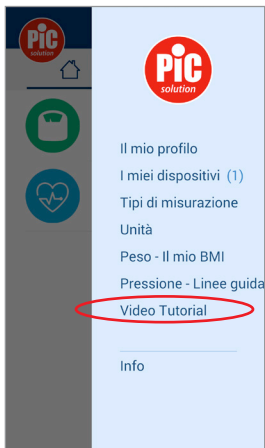 PiC
solution
PiC
solution
Il mio profilo
I miei dispositivi (1)
Tipi di misurazione
Unità
Peso - Il mio BMI
Pressione - Linee guida
Video Tutorial
Info